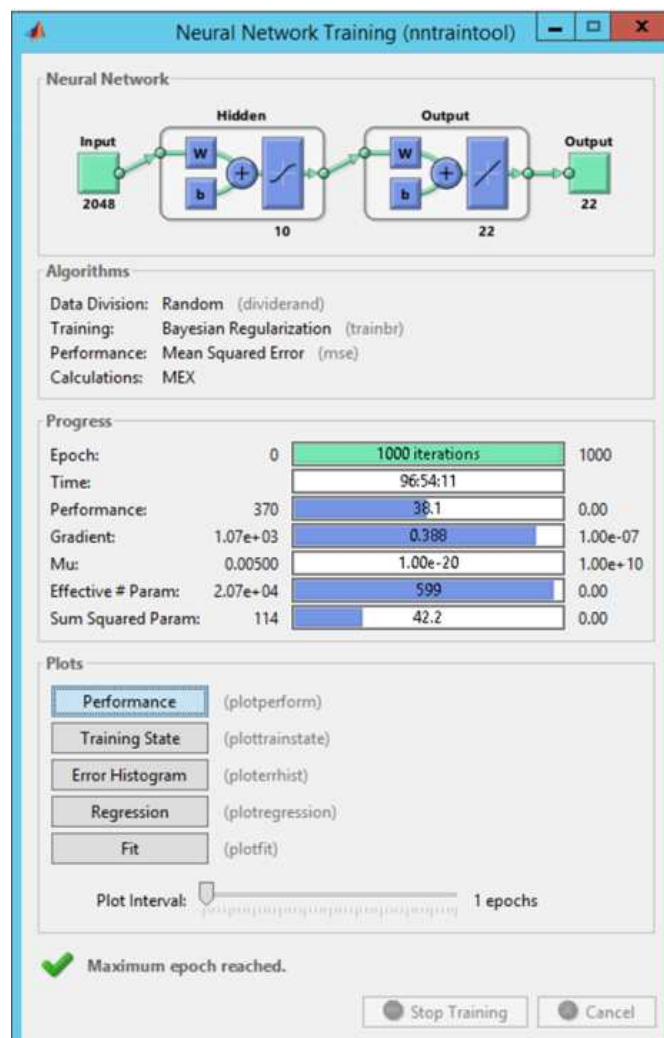 Neural Network Training (nntraintool)
Neural Network
Hidden Output
Input Output
W W
b b
2048 22
10 22
Algorithms
Data Division: Random (dividerand)
Training: Bayesian Regularization (trainbr)
Performance: Mean Squared Error (mse)
Calculations: MEX
Progress
Epoch: 0 1000 iterations 1000
Time: 96:54:11
Performance: 370 38.1 0.00
Gradient: 1.07e+03 0.388 1.00e-07
Mu: 0.00500 1.00e-20 1.00e+10
Effective # Param: 2.07e+04 599 0.00
Sum Squared Param: 114 42.2 0.00
Plots
Performance (plotperform)
Training State (plottrainstate)
Error Histogram (ploterrhist)
Regression (plotregression)
Fit (plotfit)
Plot Interval: 1 epochs
Maximum epoch reached.
Stop Training Cancel